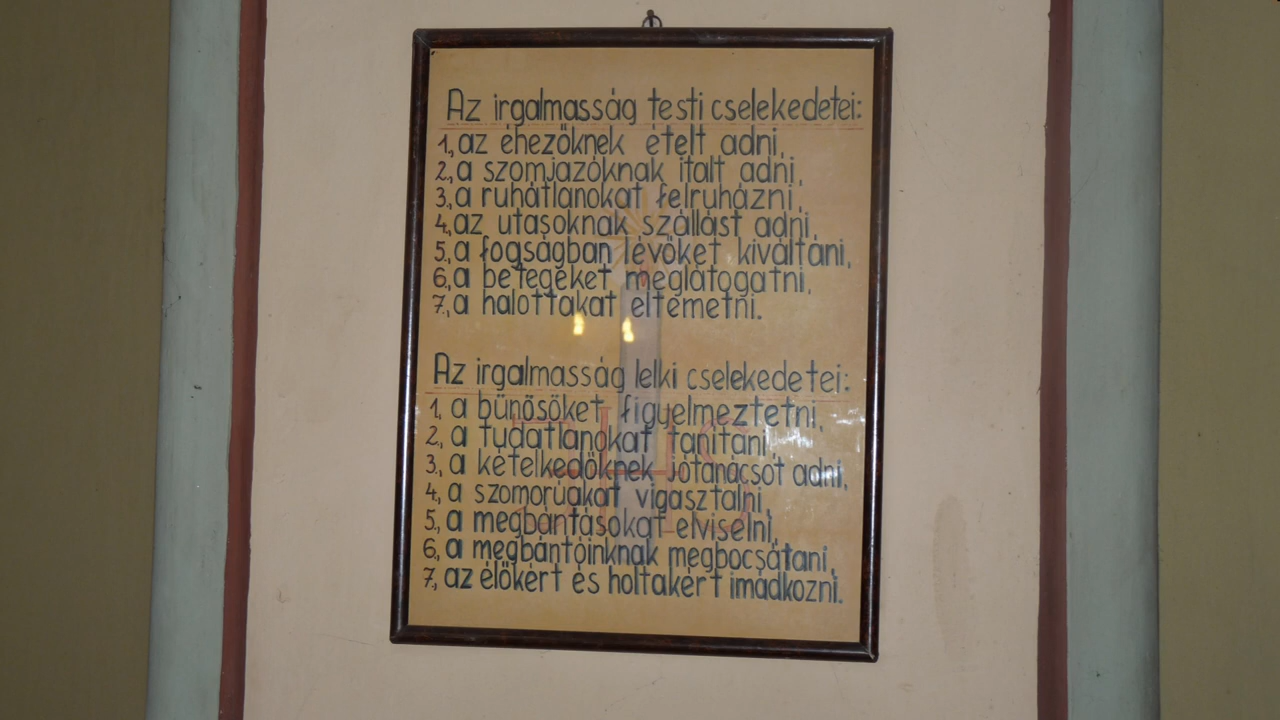 Az irgalmasság testi cselekedetei:
1., az éhezőknek ételt adni,
2., a szomjazóknak italt adni,
3., a ruhátlanokat felruházni,
4., az utasoknak szállást adni,
5., a fogságban lévőket kiváltani,
6., a betegeket meglátogatni,
7., a halottakat eltemetni.
Az irgalmasság lelki cselekedetei:
1, a bűnösöket figyelmeztetni,
2., a tudatlanokat tanítani,
3., a kételkedőknek jótanácsot adni,
4., a szomorúakat vigasztalni,
5., a megbántásokat elviselni,
6., a megbántóinknak megbocsátani,
7., az élőkért és holtakért imádkozni.